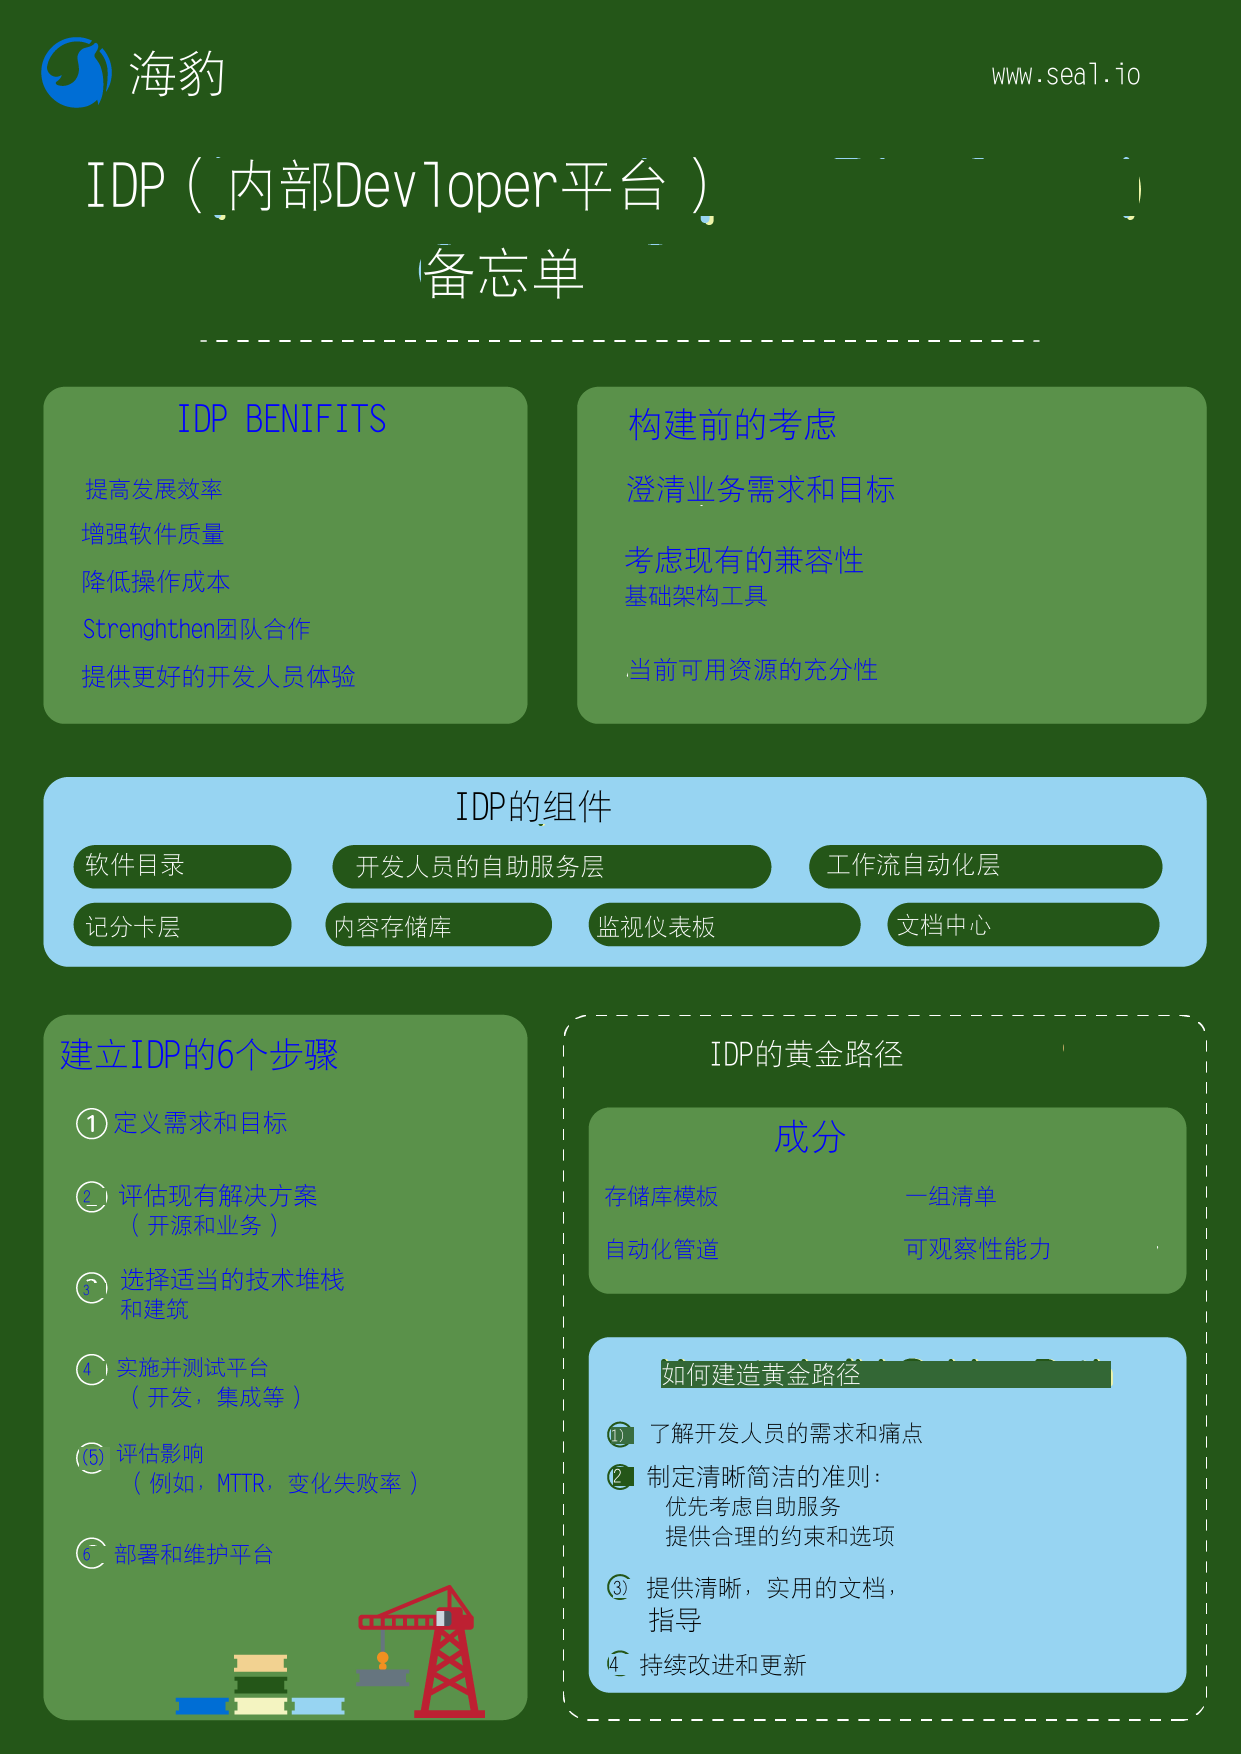 海豹
www.seal.io
IDP（内部Devloper平台）
备忘单
IDP BENIFITS
提高发展效率
增强软件质量
降低操作成本
Strenghthen团队合作
提供更好的开发人员体验
构建前的考虑
澄清业务需求和目标
考虑现有的兼容性
基础架构工具
当前可用资源的充分性
IDP的组件
软件目录
开发人员的自助服务层
工作流自动化层
记分卡层
内容存储库
监视仪表板
文档中心
建立IDP的6个步骤
1 定义需求和目标
2 评估现有解决方案
（开源和业务）
3 选择适当的技术堆栈
和建筑
4 实施并测试平台
（开发，集成等）
(5) 评估影响
（例如，MTTR，变化失败率）
6 部署和维护平台
IDP的黄金路径
成分
存储库模板
一组清单
自动化管道
可观察性能力
如何建造黄金路径
1) 了解开发人员的需求和痛点
2 制定清晰简洁的准则：
优先考虑自助服务
提供合理的约束和选项
3) 提供清晰，实用的文档，
指导
4 持续改进和更新